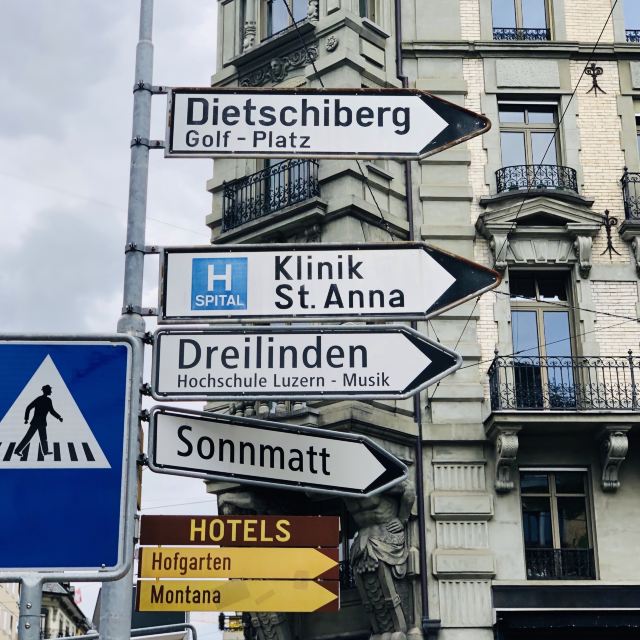 Dietschiberg
Golf - Platz
H
SPITAL
Klinik
St. Anna
Dreilinden
Hochschule Luzern - Musik
Sonnmatt
HOTELS
Hofgarten
Montana